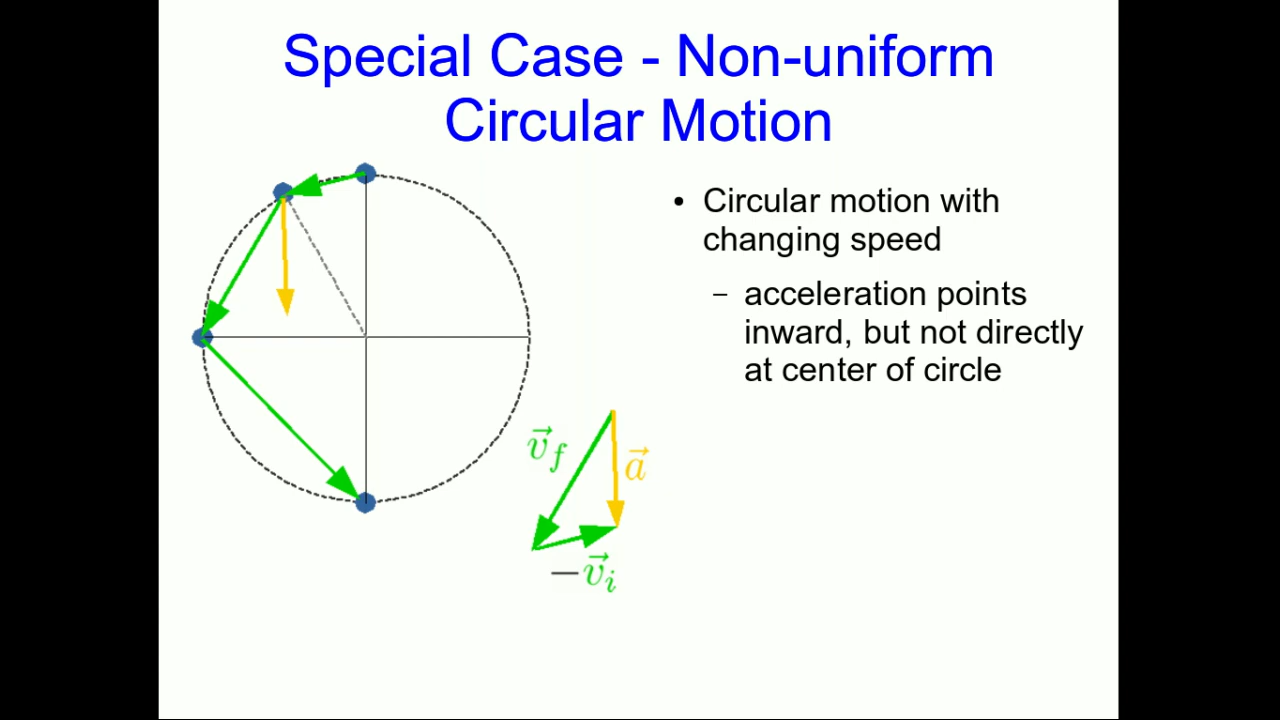 Special Case - Non-uniform
Circular Motion
• Circular motion with
changing speed
– acceleration points
inward, but not directly
at center of circle
v⃗f
a⃗
−v⃗i